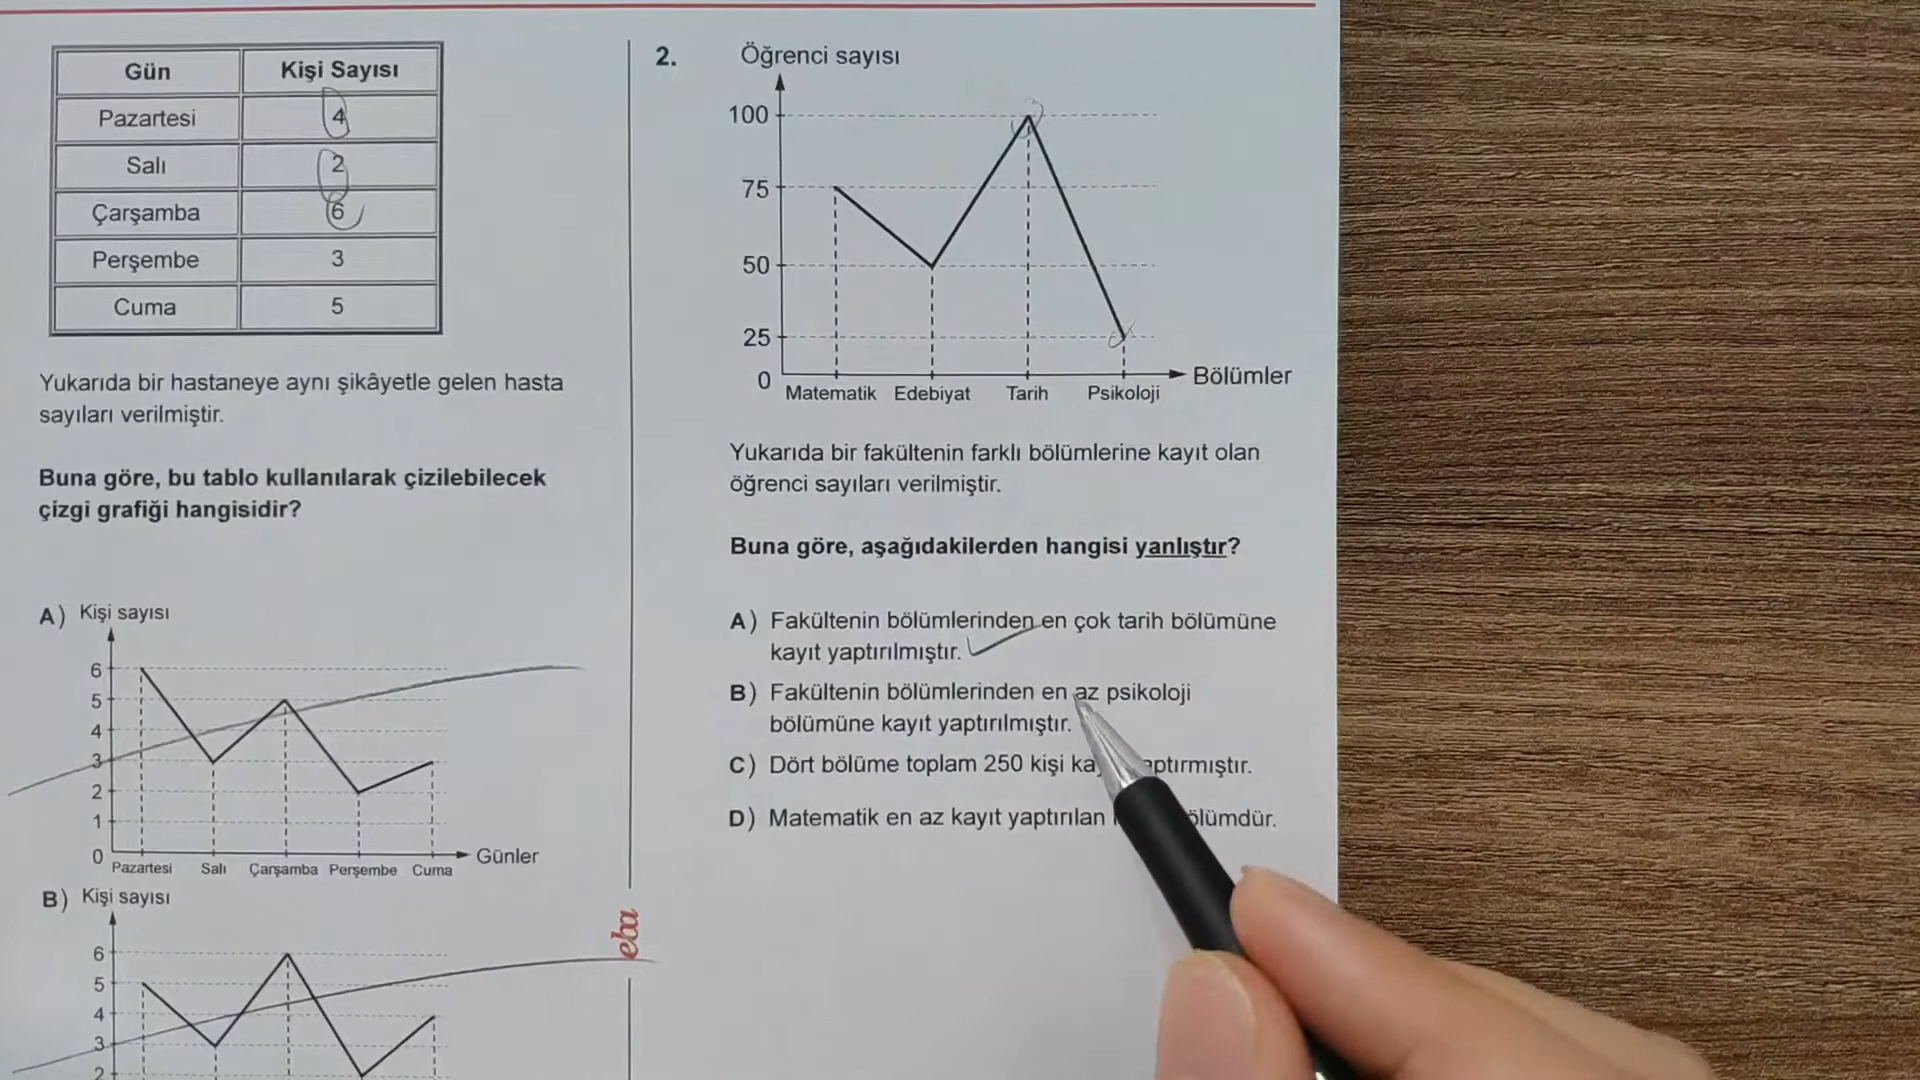 Gün Kişi Sayısı
Pazartesi 4
Salı 2
Çarşamba 6
Perşembe 3
Cuma 5
Yukarıda bir hastaneye aynı şikâyetle gelen hasta
sayıları verilmiştir.
Buna göre, bu tablo kullanılarak çizilebilecek
çizgi grafiği hangisidir?
A) Kişi sayısı
6
5
4
3
2
1
0
Pazartesi Salı Çarşamba Perşembe Cuma
Günler
B) Kişi sayısı
6
5
4
3
2
eba
2. Öğrenci sayısı
100
75
50
25
0
Matematik Edebiyat Tarih Psikoloji
Bölümler
Yukarıda bir fakültenin farklı bölümlerine kayıt olan
öğrenci sayıları verilmiştir.
Buna göre, aşağıdakilerden hangisi yanlıştır?
A) Fakültenin bölümlerinden en çok tarih bölümüne
kayıt yaptırılmıştır.
B) Fakültenin bölümlerinden en az psikoloji
bölümüne kayıt yaptırılmıştır.
C) Dört bölüme toplam 250 kişi
D) Matematik en az kayıt yaptırılan